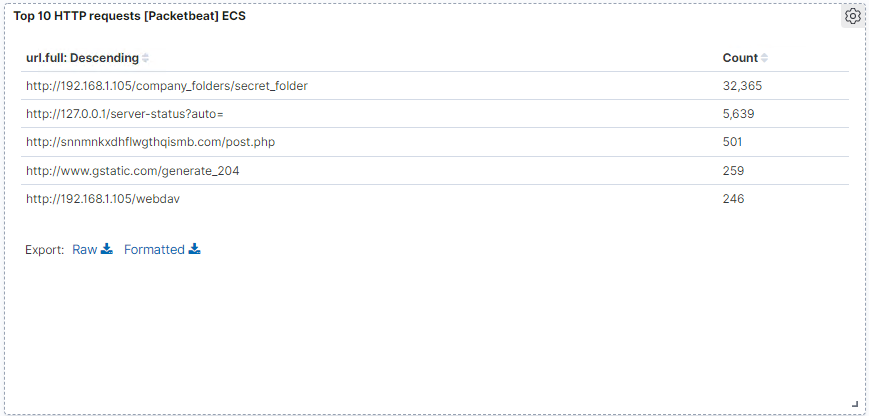 Top 10 HTTP requests [Packetbeat] ECS
url.full: Descending Count
http://192.168.1.105/company_folders/secret_folder 32,365
http://127.0.0.1/server-status?auto= 5,639
http://snnmnkxdhflwgthqismb.com/post.php 501
http://www.gstatic.com/generate_204 259
http://192.168.1.105/webdav 246
Export: Raw Formatted